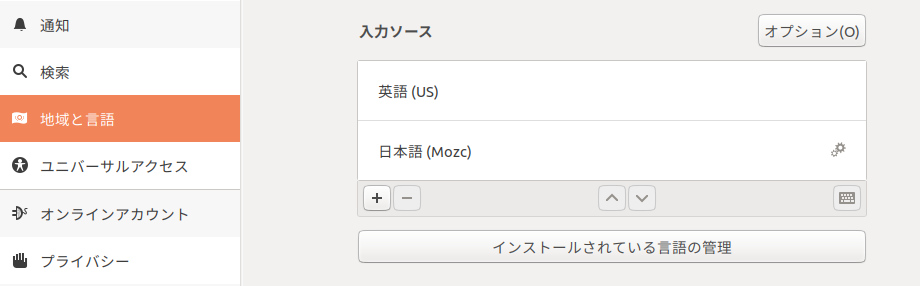 通知
検索
地域と言語
ユニバーサルアクセス
オンラインアカウント
プライバシー
入力ソース
オプション(O)
英語 (US)
日本語 (Mozc)
インストールされている言語の管理